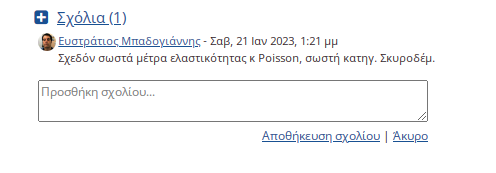 Σχόλια (1)
Ευστράτιος Μπαδογιάννης - Σαβ, 21 Ιαν 2023, 1:21 μμ
Σχεδόν σωστά μέτρα ελαστικότητας κ Poisson, σωστή κατηγ. Σκυροδέμ.
Προσθήκη σχολίου...
Αποθήκευση σχολίου | Άκυρο